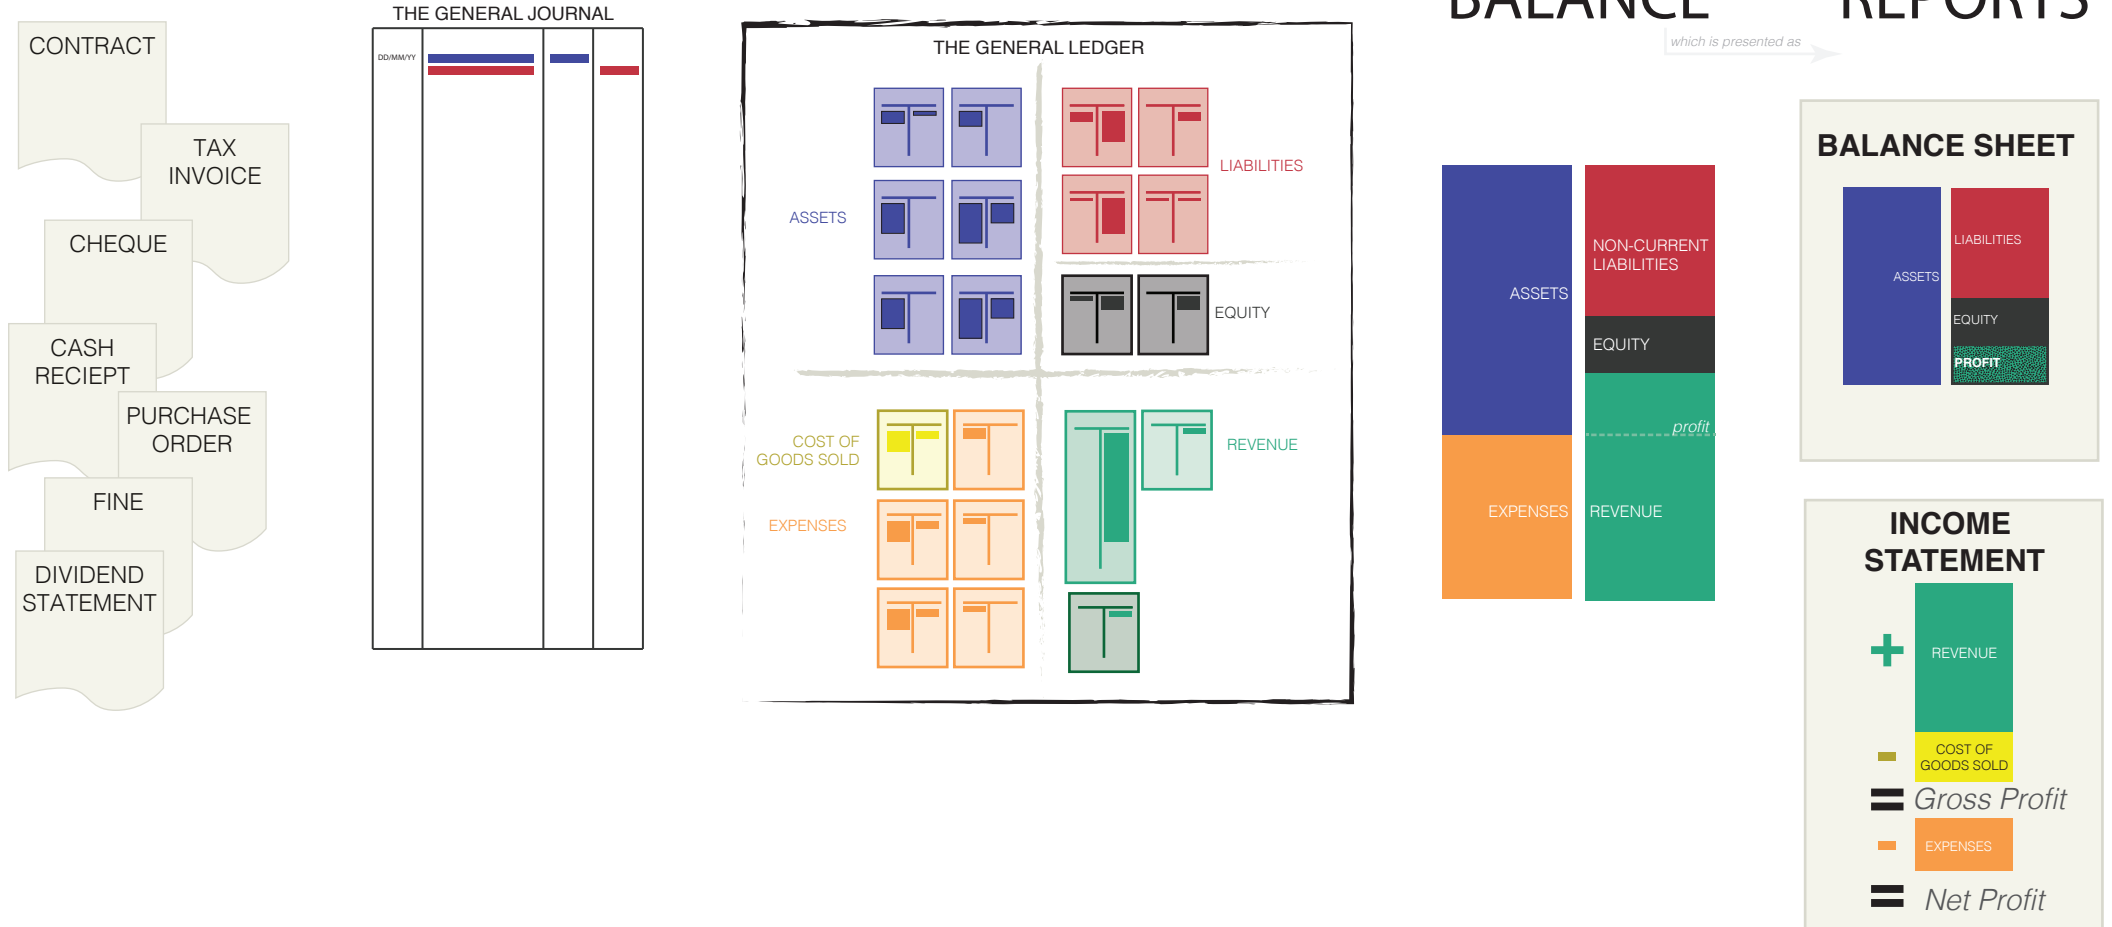 CONTRACT
TAX
INVOICE
CHEQUE
CASH
RECIEPT
PURCHASE
ORDER
FINE
DIVIDEND
STATEMENT
THE GENERAL JOURNAL
DD/MM/YY
THE GENERAL LEDGER
ASSETS
LIABILITIES
EQUITY
COST OF
GOODS SOLD
EXPENSES
REVENUE
BALANCE
which is presented as
REPORTS
ASSETS
EXPENSES
NON-CURRENT
LIABILITIES
EQUITY
profit
REVENUE
BALANCE SHEET
ASSETS
LIABILITIES
EQUITY
PROFIT
INCOME
STATEMENT
+
REVENUE
-
COST OF
GOODS SOLD
= Gross Profit
-
EXPENSES
= Net Profit